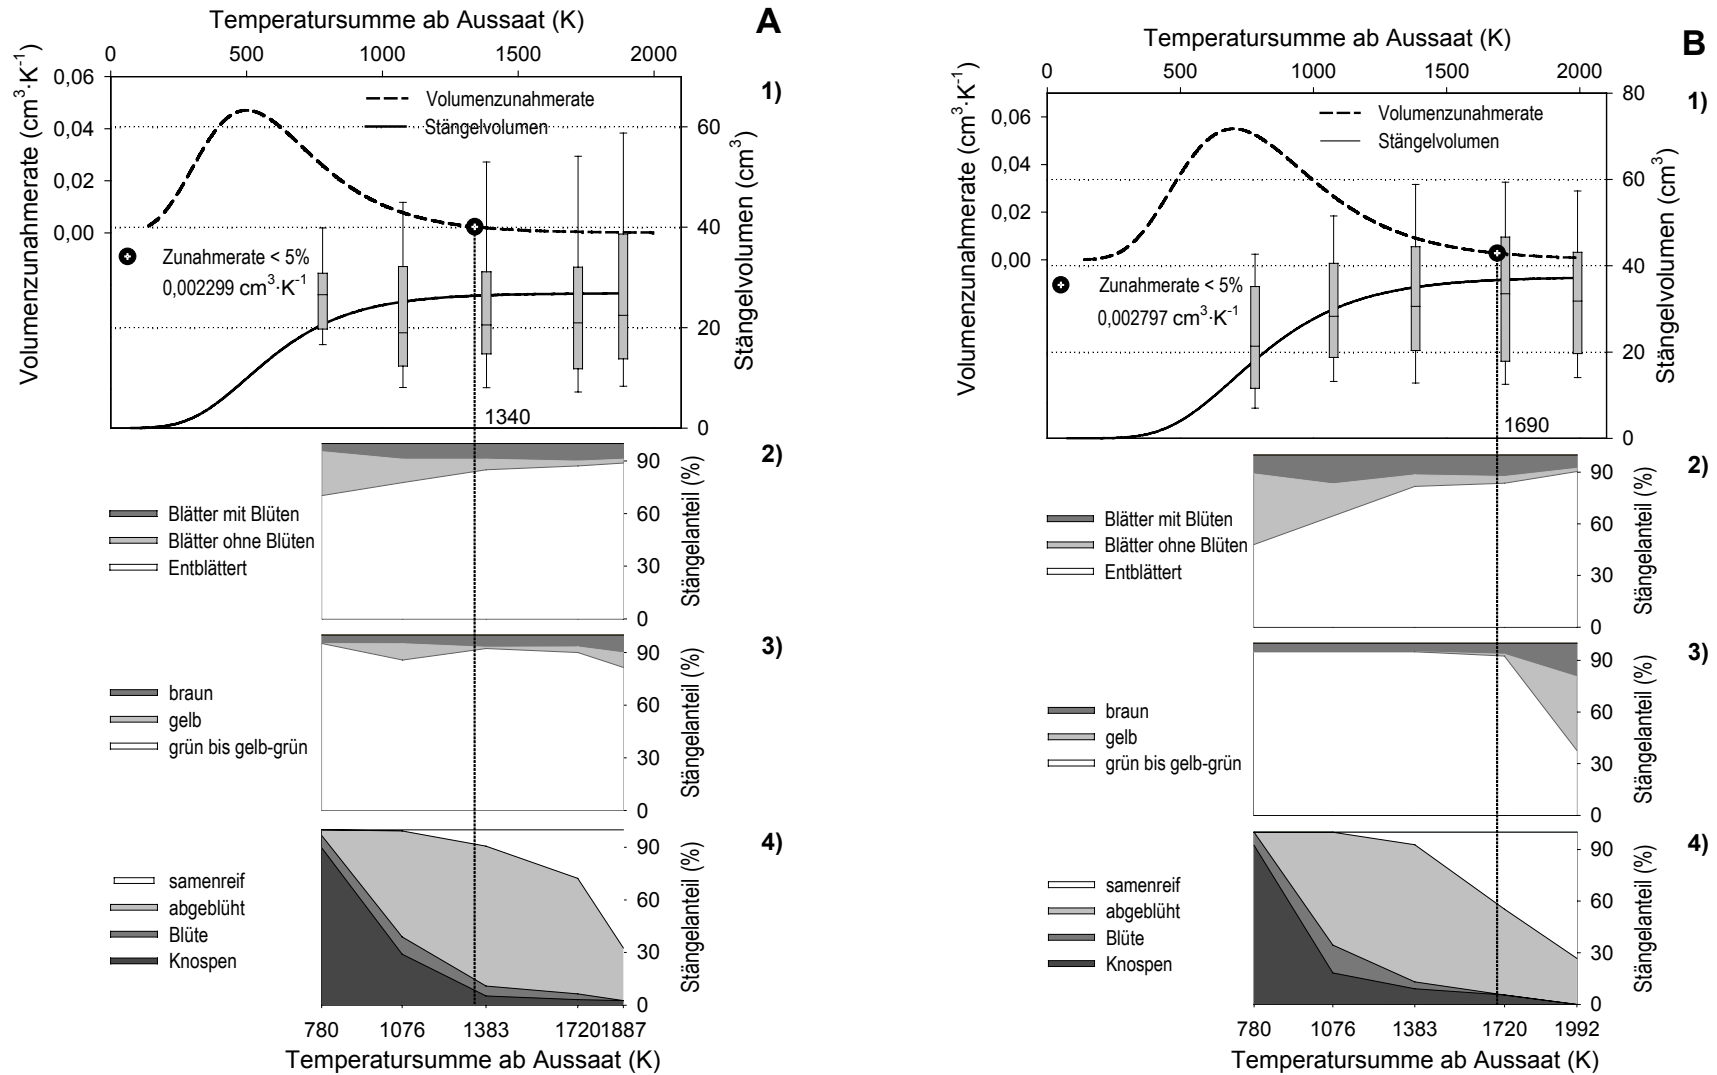 Temperatursumme ab Aussaat (K)
A
0 500 1000 1500 2000
1)
Volumenzunahmerate (cm³·K⁻¹)
0,06
0,04
0,02
0,00
Volumenzunahmerate
Stängelvolumen
Zunahmerate < 5%
0,002299 cm³·K⁻¹
1340
60
40
20
0
Stängelvolumen (cm³)
2)
Blätter mit Blüten
Blätter ohne Blüten
Entblättert
90
60
30
0
Stängelanteil (%)
3)
braun
gelb
grün bis gelb-grün
90
60
30
0
Stängelanteil (%)
4)
samenreif
abgeblüht
Blüte
Knospen
90
60
30
0
Stängelanteil (%)
780 1076 1383 1720 1887
Temperatursumme ab Aussaat (K)
Temperatursumme ab Aussaat (K)
B
0 500 1000 1500 2000
1)
Volumenzunahmerate (cm³·K⁻¹)
0,06
0,04
0,02
0,00
Volumenzunahmerate
Stängelvolumen
Zunahmerate < 5%
0,002797 cm³·K⁻¹
1690
80
60
40
20
0
Stängelvolumen (cm³)
2)
Blätter mit Blüten
Blätter ohne Blüten
Entblättert
90
60
30
0
Stängelanteil (%)
3)
braun
gelb
grün bis gelb-grün
90
60
30
0
Stängelanteil (%)
4)
samenreif
abgeblüht
Blüte
Knospen
90
60
30
0
Stängelanteil (%)
780 1076 1383 1720 1992
Temperatursumme ab Aussaat (K)